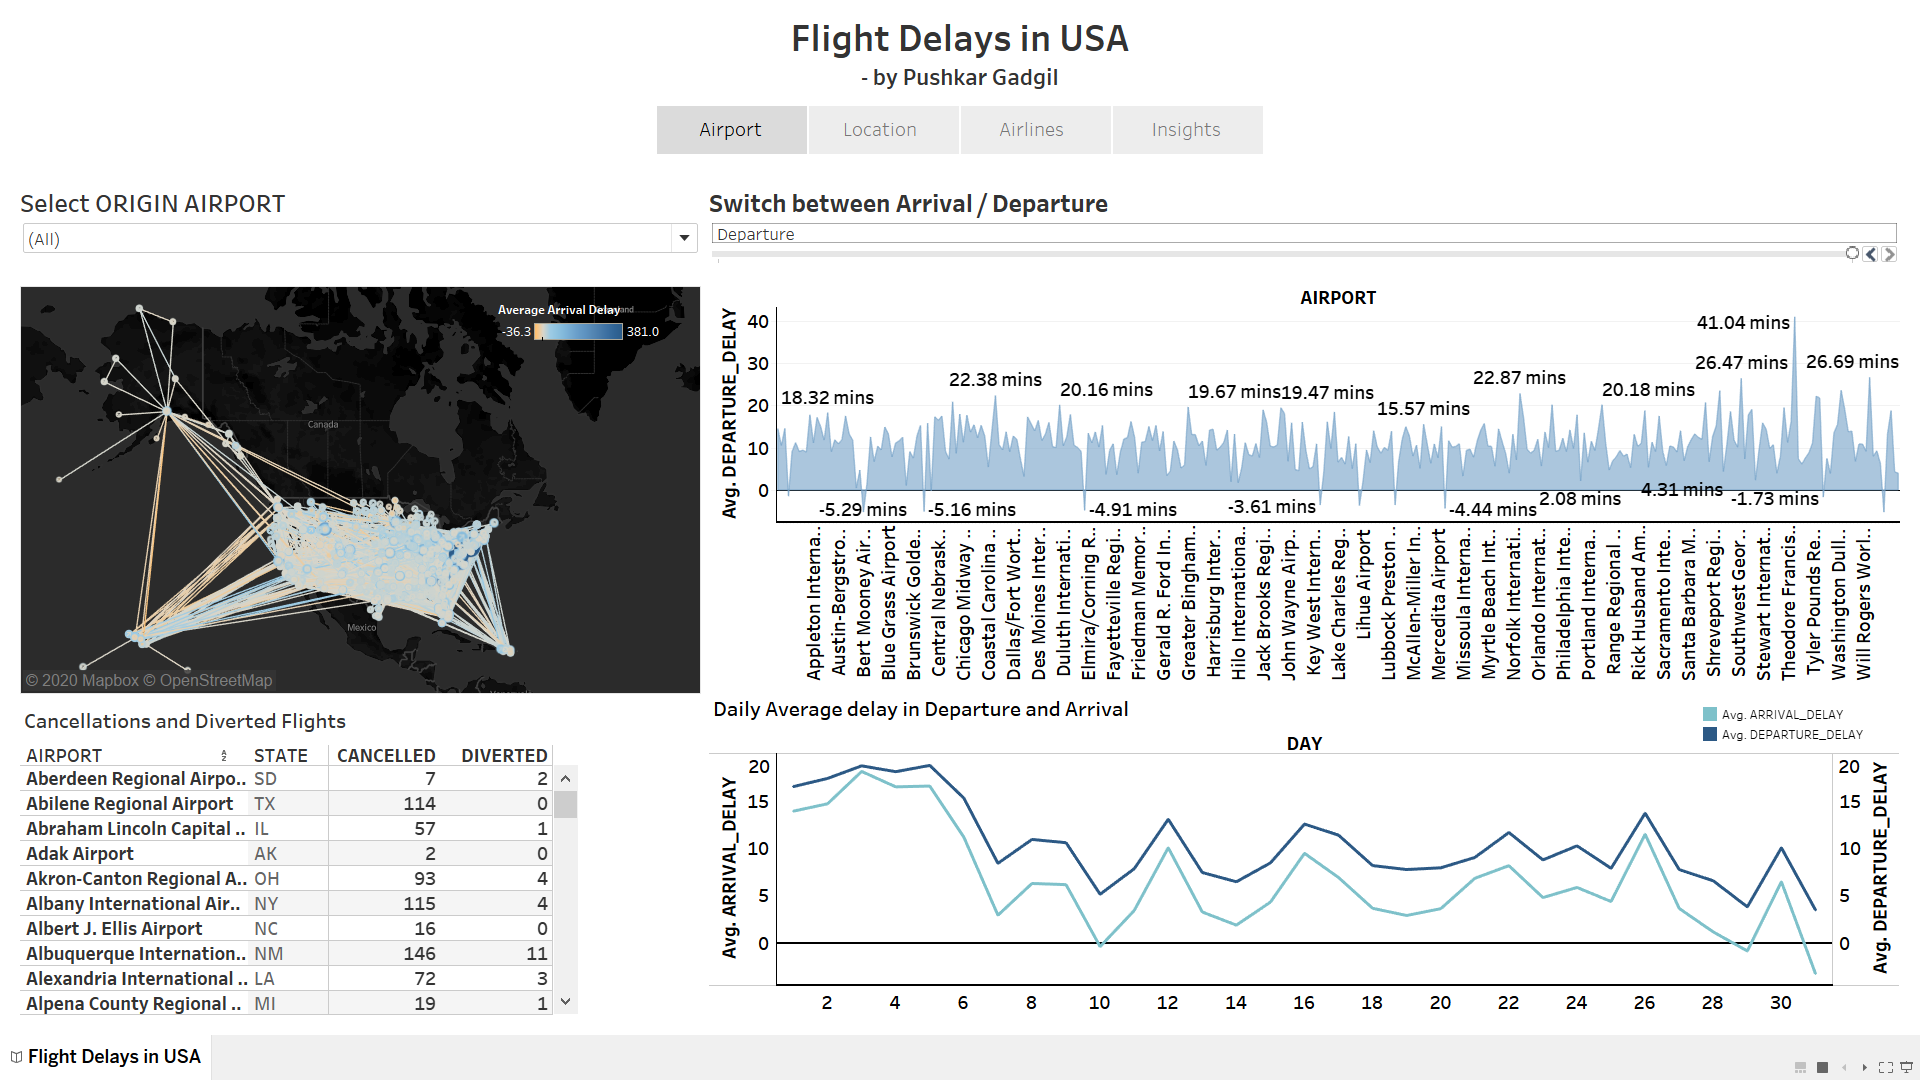 Flight Delays in USA
- by Pushkar Gadgil
Airport
Location
Airlines
Insights
Select ORIGIN AIRPORT
(All)
Switch between Arrival / Departure
Departure
Average Arrival Delay
-36.3
381.0
Canada
Mexico
© 2020 Mapbox © OpenStreetMap
AIRPORT
Avg. DEPARTURE_DELAY
40
30
20
10
0
18.32 mins
22.38 mins
20.16 mins
19.67 mins
19.47 mins
15.57 mins
22.87 mins
20.18 mins
41.04 mins
26.47 mins
26.69 mins
-5.29 mins
-5.16 mins
-4.91 mins
-3.61 mins
-4.44 mins
2.08 mins
4.31 mins
-1.73 mins
Appleton Interna..
Austin-Bergstro..
Bert Mooney Air..
Blue Grass Airport
Brunswick Golde..
Central Nebrask..
Chicago Midway ..
Coastal Carolina ..
Dallas/Fort Wort..
Des Moines Inter..
Duluth Internati..
Elmira/Corning R..
Fayetteville Regi..
Friedman Memor..
Gerald R. Ford In..
Greater Bingham..
Harrisburg Inter..
Hilo Internationa..
Jack Brooks Regi..
John Wayne Airp..
Key West Intern..
Lake Charles Reg..
Lihue Airport
Lubbock Preston ..
McAllen-Miller In..
Mercedita Airport
Missoula Interna..
Myrtle Beach Int..
Norfolk Internati..
Orlando Internat..
Philadelphia Inte..
Portland Interna..
Range Regional ..
Rick Husband Am..
Sacramento Inte..
Santa Barbara M..
Shreveport Regi..
Southwest Geor..
Stewart Internat..
Theodore Francis..
Tyler Pounds Re..
Washington Dull..
Will Rogers Worl..
Cancellations and Diverted Flights
AIRPORT STATE CANCELLED DIVERTED
Aberdeen Regional Airpo.. SD 7 2
Abilene Regional Airport TX 114 0
Abraham Lincoln Capital .. IL 57 1
Adak Airport AK 2 0
Akron-Canton Regional A.. OH 93 4
Albany International Air.. NY 115 4
Albert J. Ellis Airport NC 16 0
Albuquerque Internation.. NM 146 11
Alexandria International .. LA 72 3
Alpena County Regional .. MI 19 1
Daily Average delay in Departure and Arrival
Avg. ARRIVAL_DELAY
Avg. DEPARTURE_DELAY
DAY
Avg. ARRIVAL_DELAY
20
15
10
5
0
20
15
10
5
0
Avg. DEPARTURE_DELAY
2 4 6 8 10 12 14 16 18 20 22 24 26 28 30
Flight Delays in USA